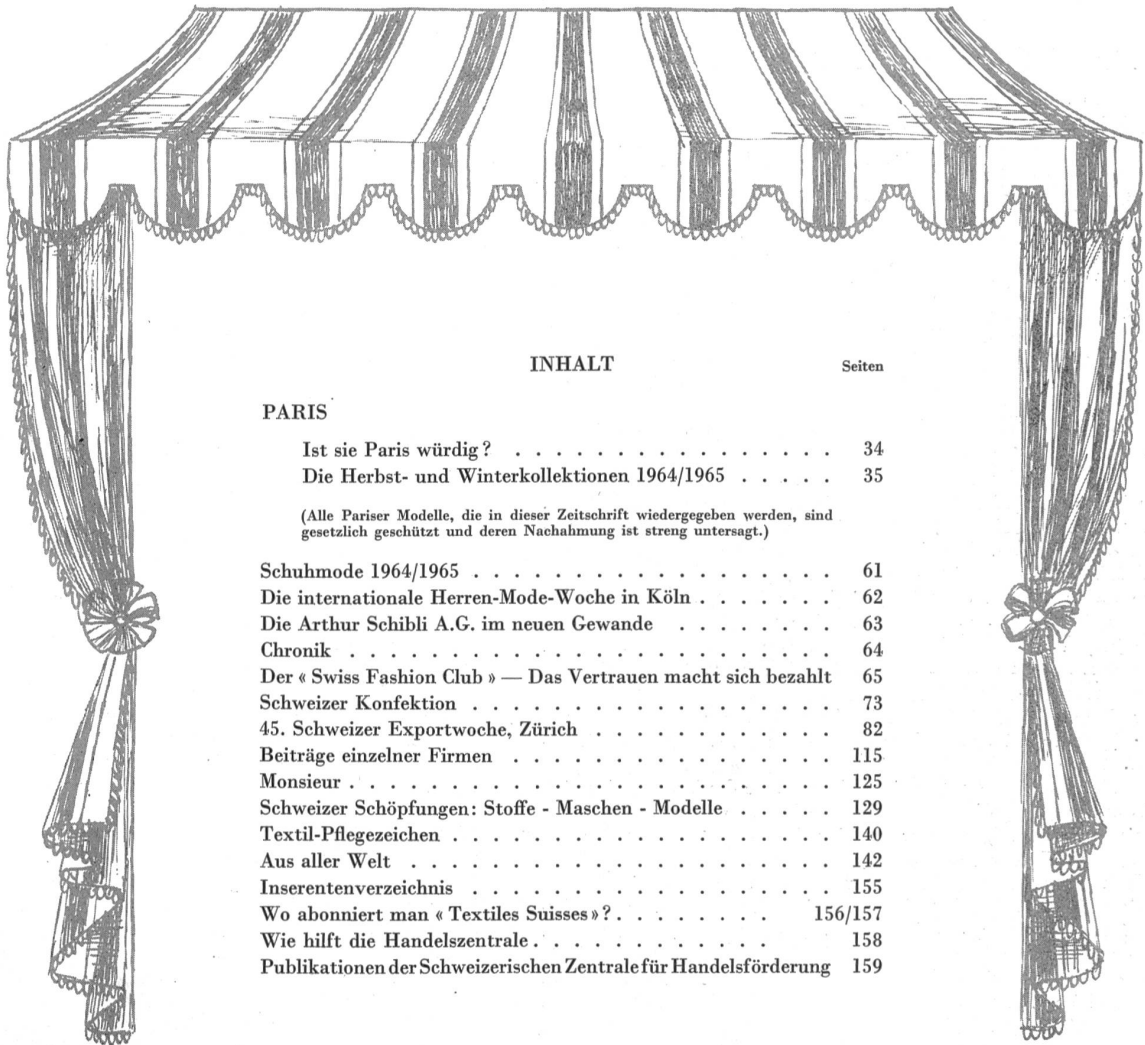 INHALT Seiten
PARIS
Ist sie Paris würdig? . . . . . . . . . . . . . . . . 34
Die Herbst- und Winterkollektionen 1964/1965 . . . . . 35
(Alle Pariser Modelle, die in dieser Zeitschrift wiedergegeben werden, sind
gesetzlich geschützt und deren Nachahmung ist streng untersagt.)
Schuhmode 1964/1965 . . . . . . . . . . . . . . . . . . 61
Die internationale Herren-Mode-Woche in Köln . . . . . . . 62
Die Arthur Schibli A.G. im neuen Gewande . . . . . . . . 63
Chronik . . . . . . . . . . . . . . . . . . . . . . . 64
Der « Swiss Fashion Club » — Das Vertrauen macht sich bezahlt 65
Schweizer Konfektion . . . . . . . . . . . . . . . . . . 73
45. Schweizer Exportwoche, Zürich . . . . . . . . . . . . 82
Beiträge einzelner Firmen . . . . . . . . . . . . . . . . 115
Monsieur . . . . . . . . . . . . . . . . . . . . . . . 125
Schweizer Schöpfungen: Stoffe - Maschen - Modelle . . . . . 129
Textil-Pflegezeichen . . . . . . . . . . . . . . . . . . . 140
Aus aller Welt . . . . . . . . . . . . . . . . . . . . 142
Inserentenverzeichnis . . . . . . . . . . . . . . . . . . 155
Wo abonniert man « Textiles Suisses »? . . . . . . . . 156/157
Wie hilft die Handelszentrale . . . . . . . . . . . . 158
Publikationen der Schweizerischen Zentrale für Handelsförderung 159